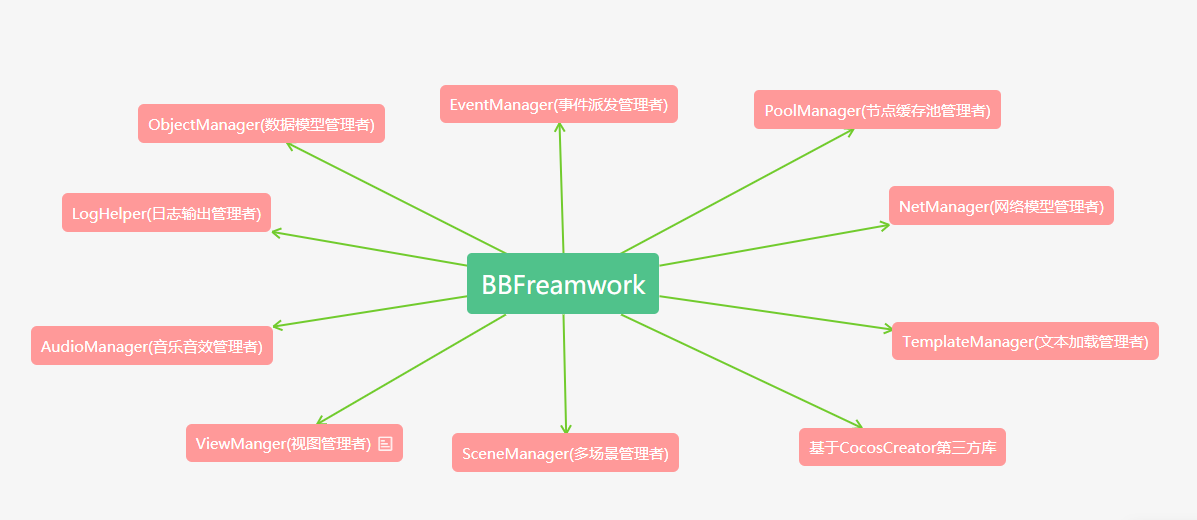 EventManager(事件派发管理者)
PoolManager(节点缓存池管理者)
ObjectManager(数据模型管理者)
NetManager(网络模型管理者)
LogHelper(日志输出管理者)
BBFreamwork
TemplateManager(文本加载管理者)
AudioManager(音乐音效管理者)
ViewManger(视图管理者)
SceneManager(多场景管理者)
基于CocosCreator第三方库